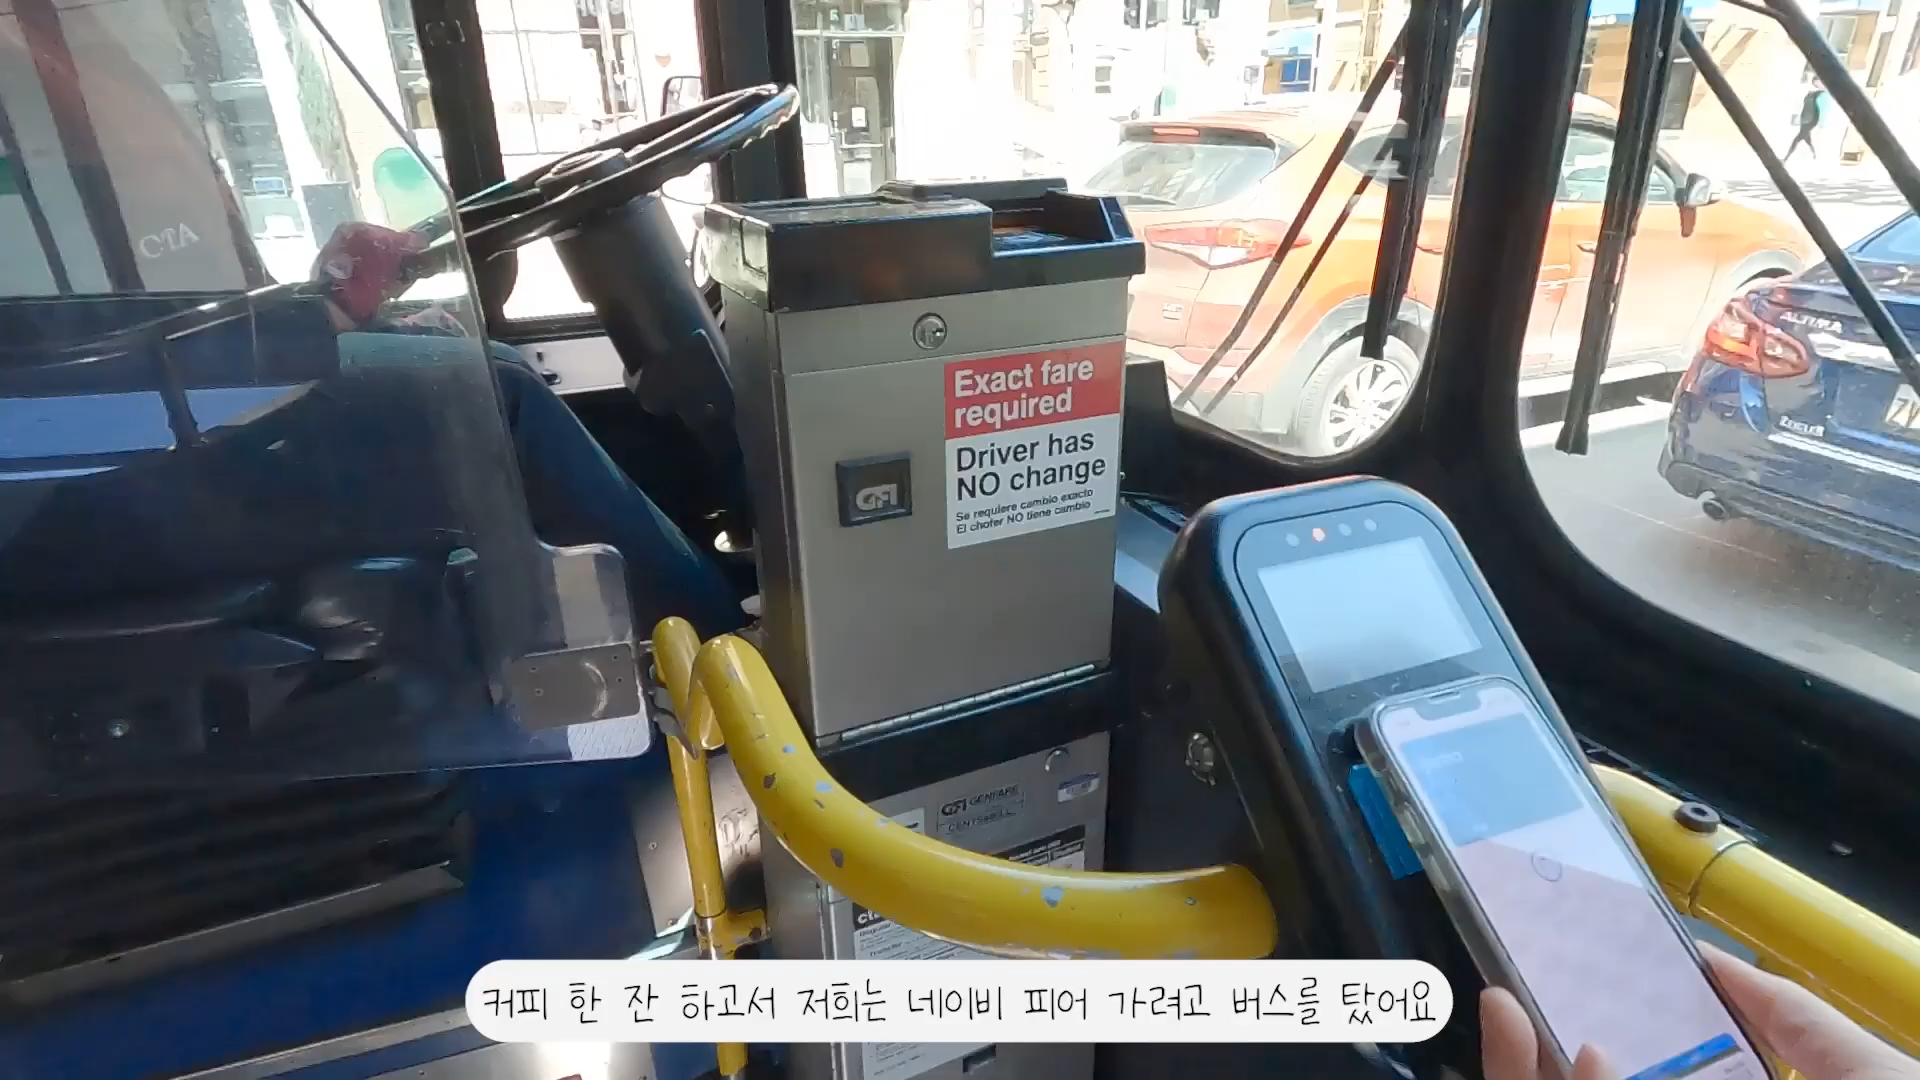 CTA
Exact fare
required
Driver has
NO change
Se requiere cambio exacto
El chofer NO tiene cambio
GFI
ALTIMA
ZEIGLER
GFI GENFARE
CENTSABILL
cta
커피 한 잔 하고서 저희는 네이비 피어 가려고 버스를 탔어요